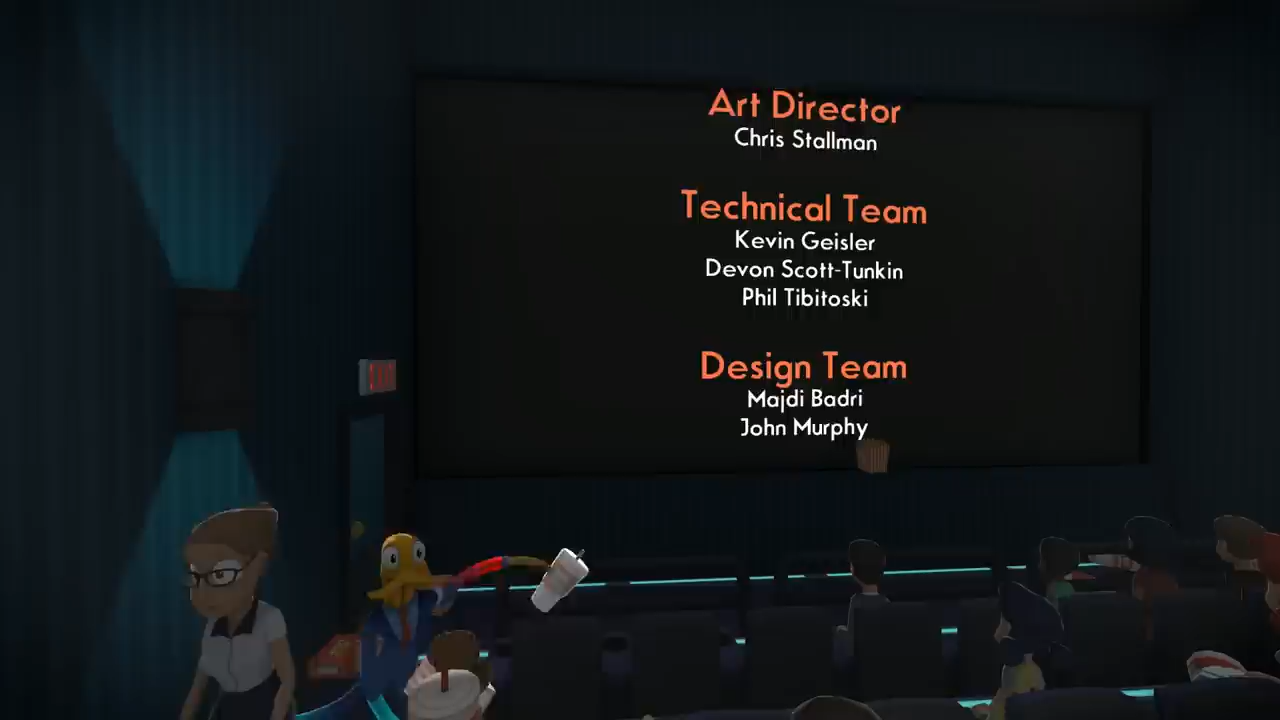 Art Director
Chris Stallman
Technical Team
Kevin Geisler
Devon Scott-Tunkin
Phil Tibitoski
Design Team
Majdi Badri
John Murphy
EXIT